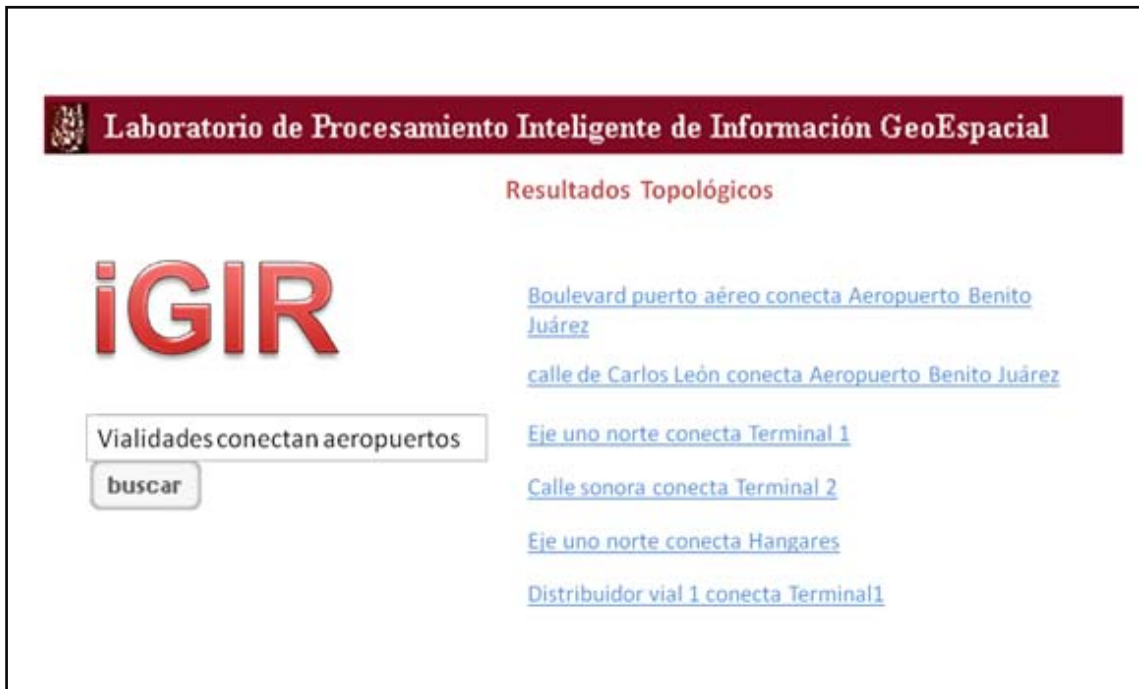 Laboratorio de Procesamiento Inteligente de Información GeoEspacial
Resultados Topológicos
iGIR
Vialidades conectan aeropuertos
buscar
Boulevard puerto aéreo conecta Aeropuerto Benito
Juárez
calle de Carlos León conecta Aeropuerto Benito Juárez
Eje uno norte conecta Terminal 1
Calle sonora conecta Terminal 2
Eje uno norte conecta Hangares
Distribuidor vial 1 conecta Terminal1